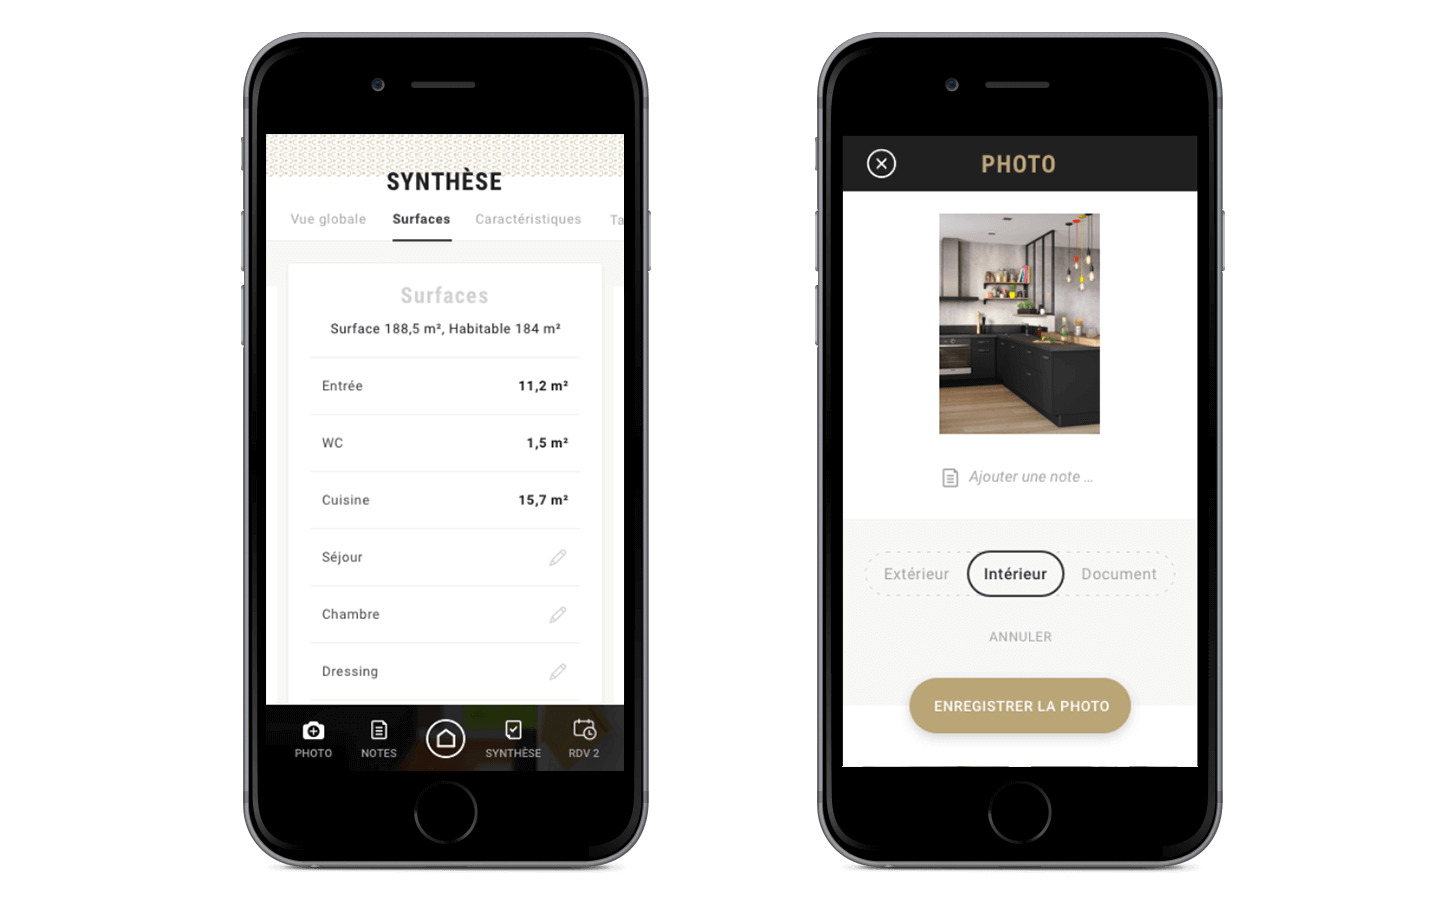 SYNTHÈSE
Vue globale Surfaces Caractéristiques Ta
Surfaces
Surface 188,5 m², Habitable 184 m²
Entrée 11,2 m²
WC 1,5 m²
Cuisine 15,7 m²
Séjour
Chambre
Dressing
PHOTO NOTES SYNTHÈSE RDV 2
PHOTO
Ajouter une note ...
Extérieur Intérieur Document
ANNULER
ENREGISTRER LA PHOTO